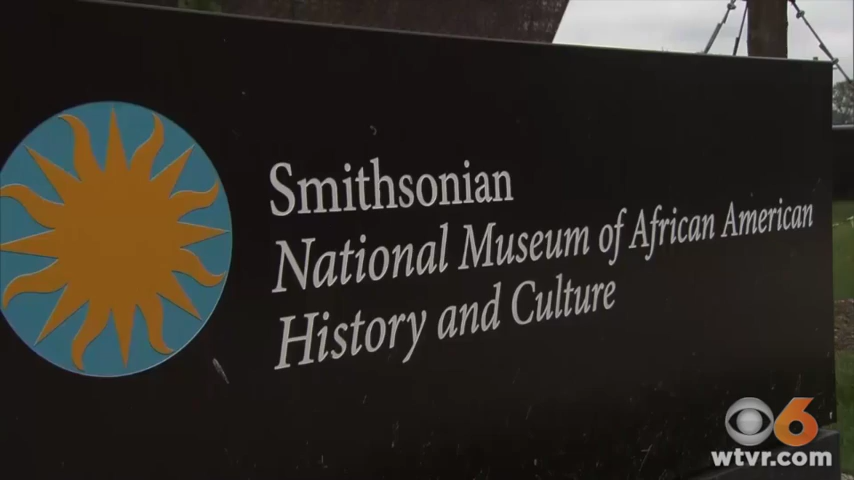 Smithsonian
National Museum of African American
History and Culture
6
wtvr.com